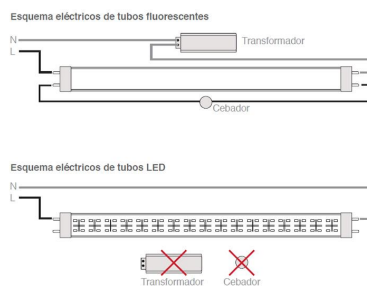 Esquema eléctricos de tubos fluorescentes
N
Transformador
L
Cebador
Esquema eléctricos de tubos LED
N
L
Transformador Cebador